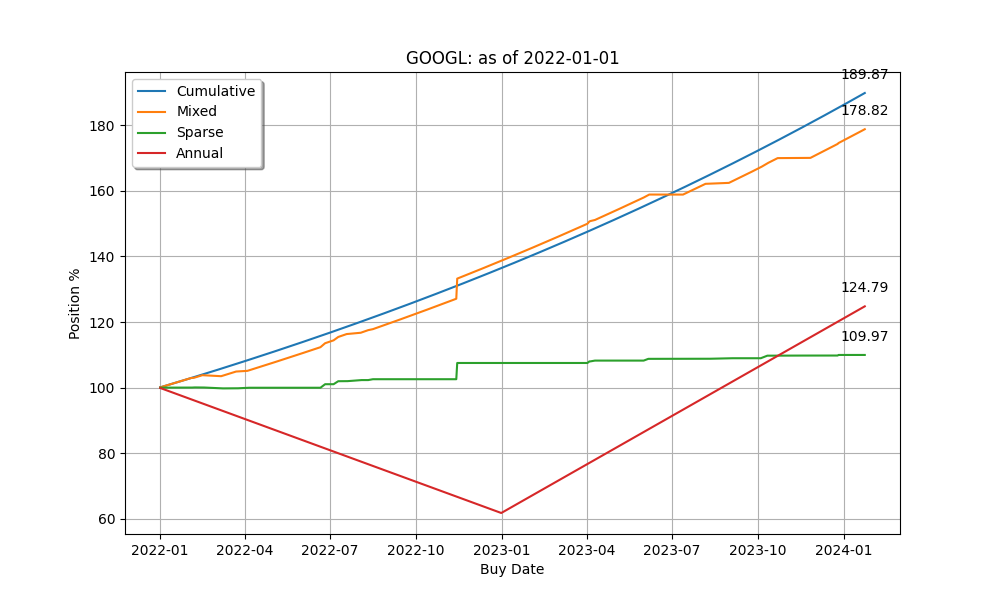 GOOGL: as of 2022-01-01
Cumulative
Mixed
Sparse
Annual
189.87
178.82
124.79
109.97
Position %
180
160
140
120
100
80
60
2022-01 2022-04 2022-07 2022-10 2023-01 2023-04 2023-07 2023-10 2024-01
Buy Date